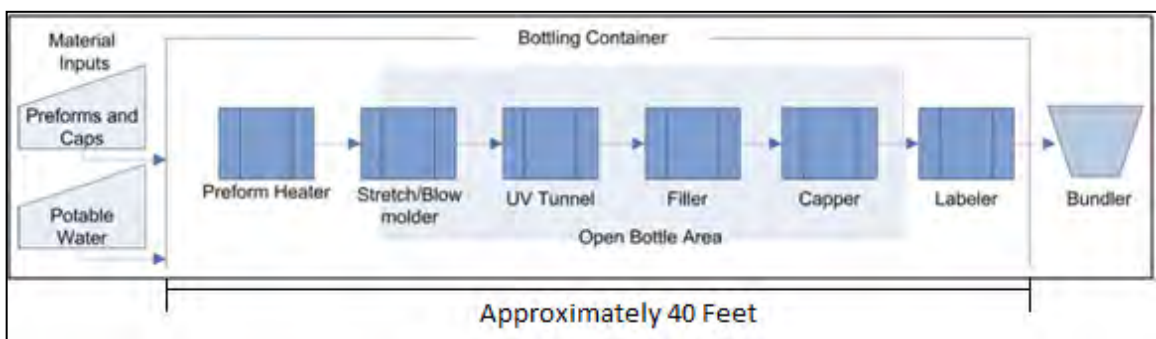 Material
Inputs
Bottling Container
Preforms and
Caps
Potable
Water
Preform Heater
Stretch/Blow
molder
UV Tunnel
Filler
Capper
Labeler
Bundler
Open Bottle Area
Approximately 40 Feet